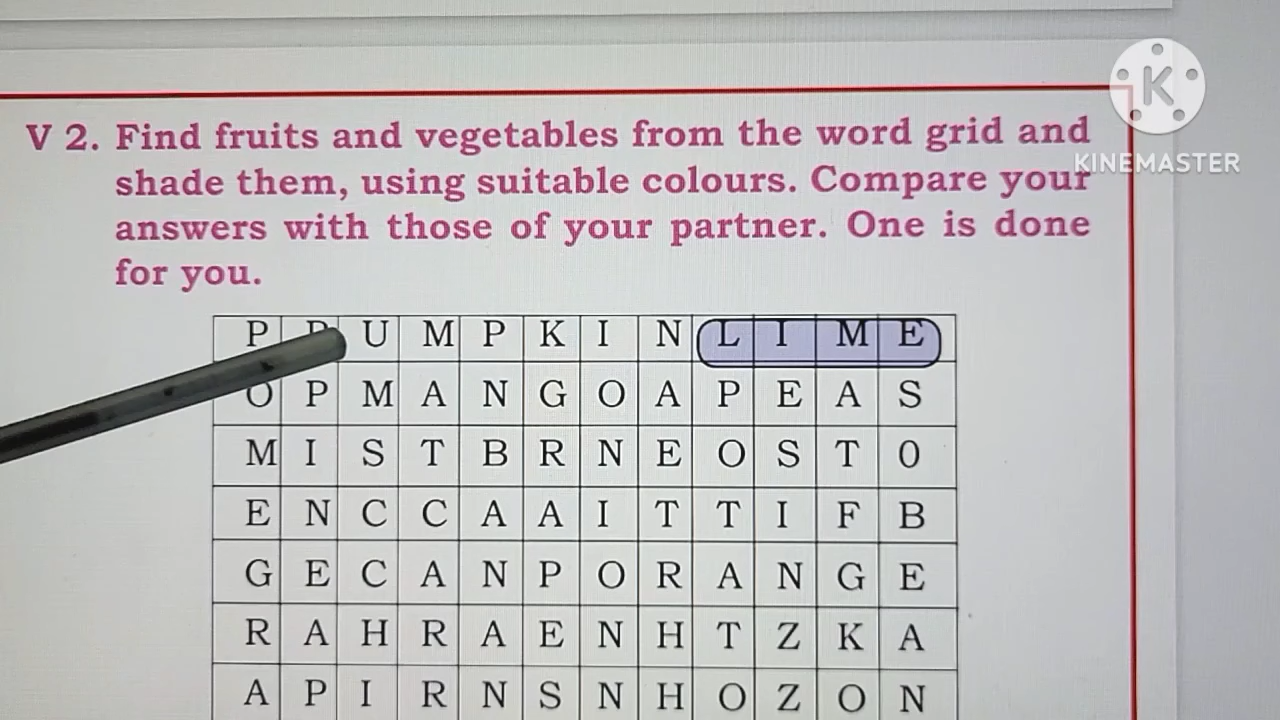 V 2. Find fruits and vegetables from the word grid and
shade them, using suitable colours. Compare your
answers with those of your partner. One is done
for you.
P P U M P K I N L I M E
O P M A N G O A P E A S
M I S T B R N E O S T O
E N C C A A I T T I F B
G E C A N P O R A N G E
R A H R A E N H T Z K A
A P I R N S N H O Z O N
K
KINEMASTER